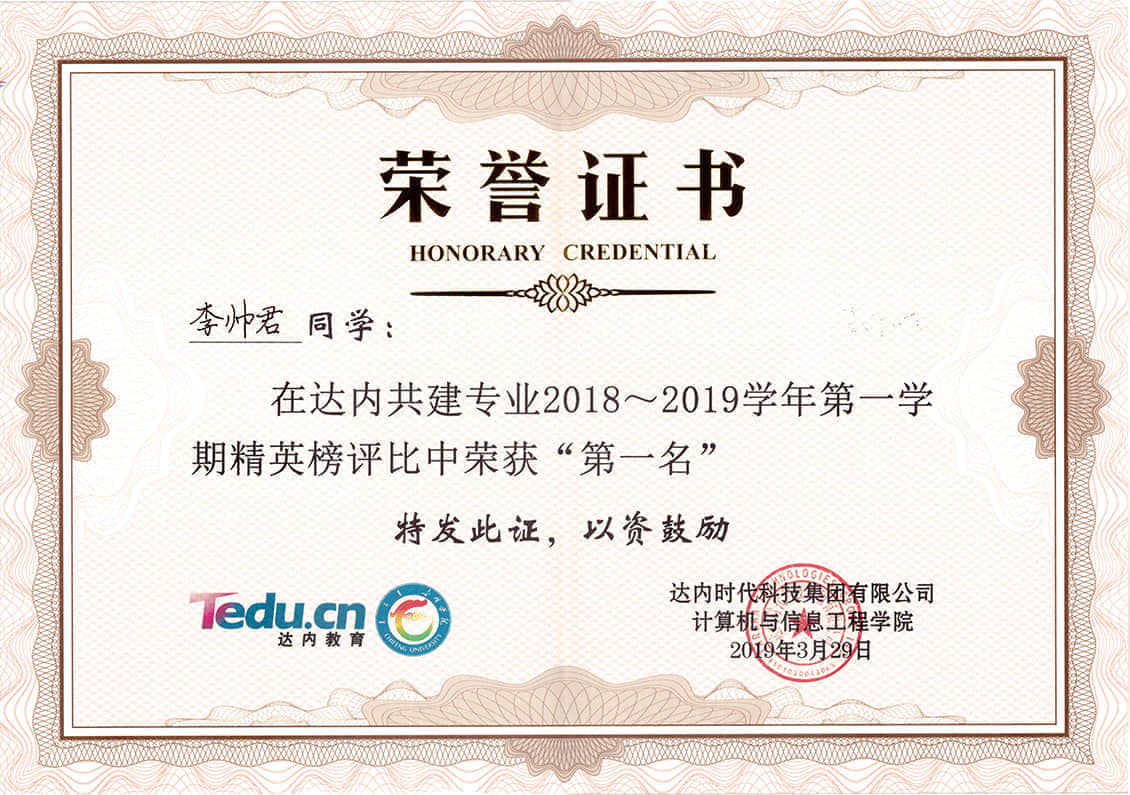 荣誉证书
HONORARY CREDENTIAL
李帅君 同学：
在达内共建专业2018～2019学年第一学
期精英榜评比中荣获“第一名”
特发此证，以资鼓励
Tedu.cn
达内教育
CHIFENG UNIVERSITY
达内时代科技集团有限公司
计算机与信息工程学院
2019年3月29日